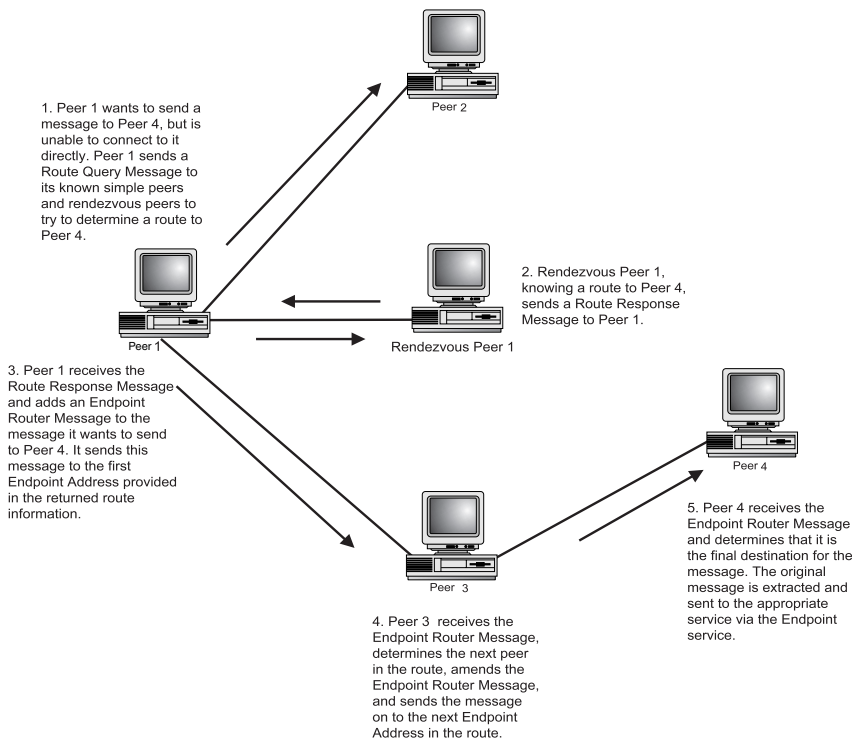 Peer 2
1. Peer 1 wants to send a
message to Peer 4, but is
unable to connect to it
directly. Peer 1 sends a
Route Query Message to
its known simple peers
and rendezvous peers to
try to determine a route to
Peer 4.
Peer 1
Rendezvous Peer 1
2. Rendezvous Peer 1,
knowing a route to Peer 4,
sends a Route Response
Message to Peer 1.
3. Peer 1 receives the
Route Response Message
and adds an Endpoint
Router Message to the
message it wants to send
to Peer 4. It sends this
message to the first
Endpoint Address provided
in the returned route
information.
Peer 3
4. Peer 3 receives the
Endpoint Router Message,
determines the next peer
in the route, amends the
Endpoint Router Message,
and sends the message
on to the next Endpoint
Address in the route.
Peer 4
5. Peer 4 receives the
Endpoint Router Message
and determines that it is
the final destination for the
message. The original
message is extracted and
sent to the appropriate
service via the Endpoint
service.